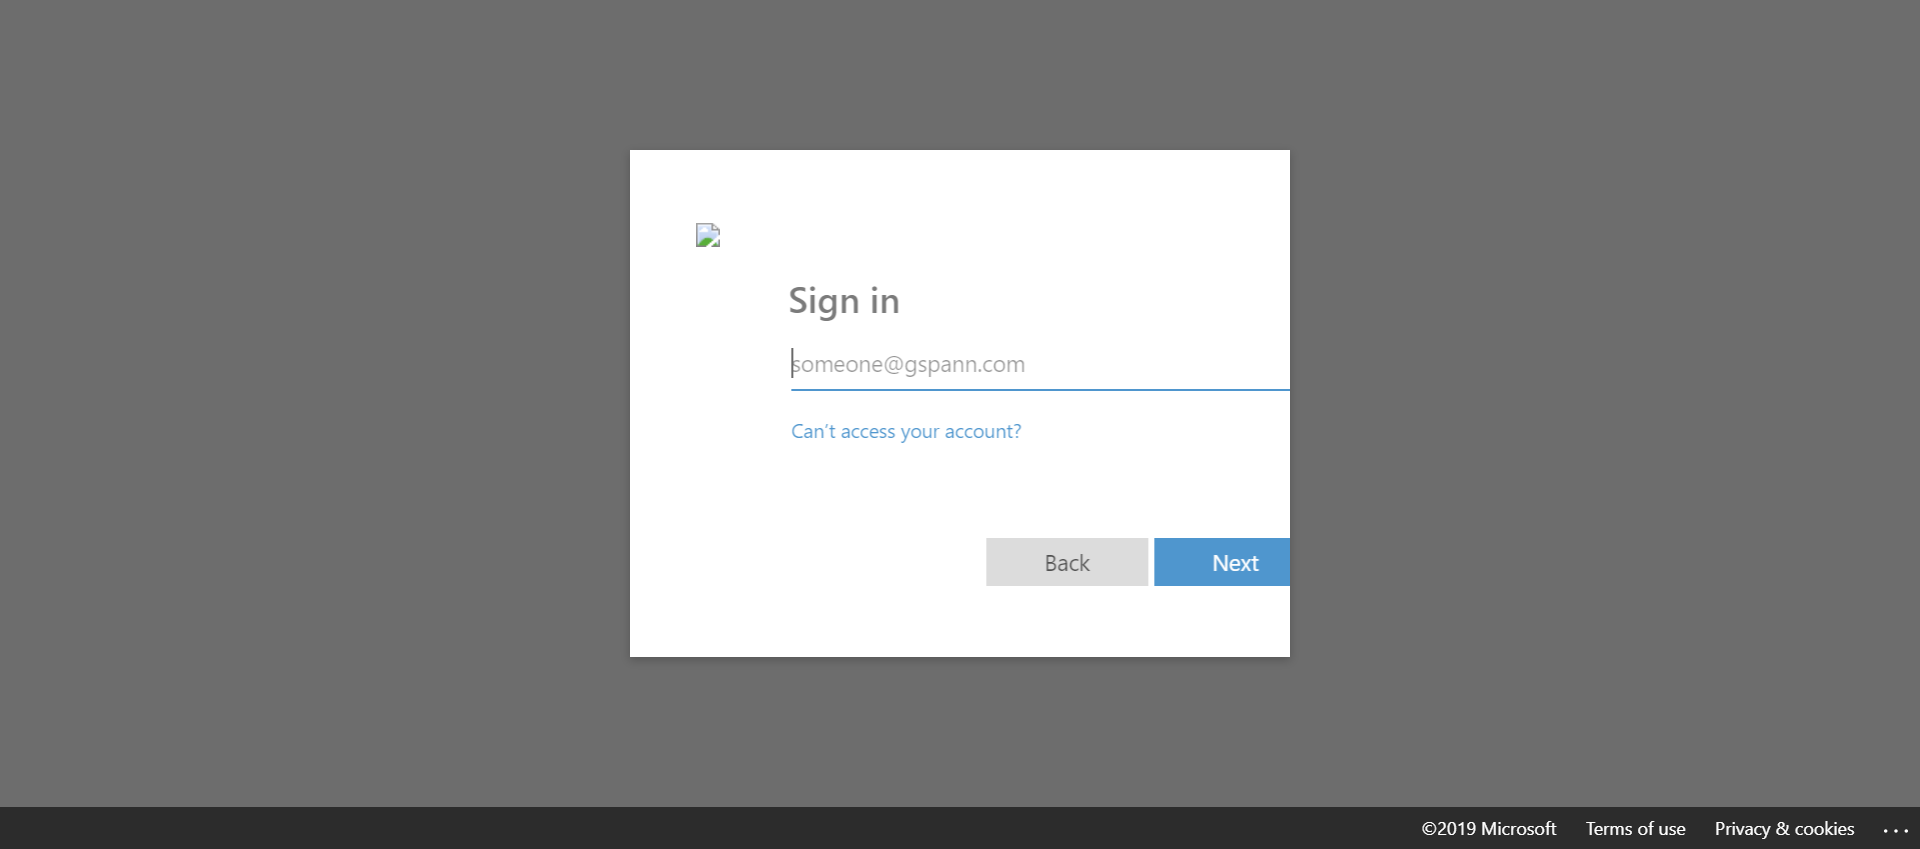 Sign in
someone@gspann.com
Can't access your account?
Back Next
©2019 Microsoft Terms of use Privacy & cookies ...